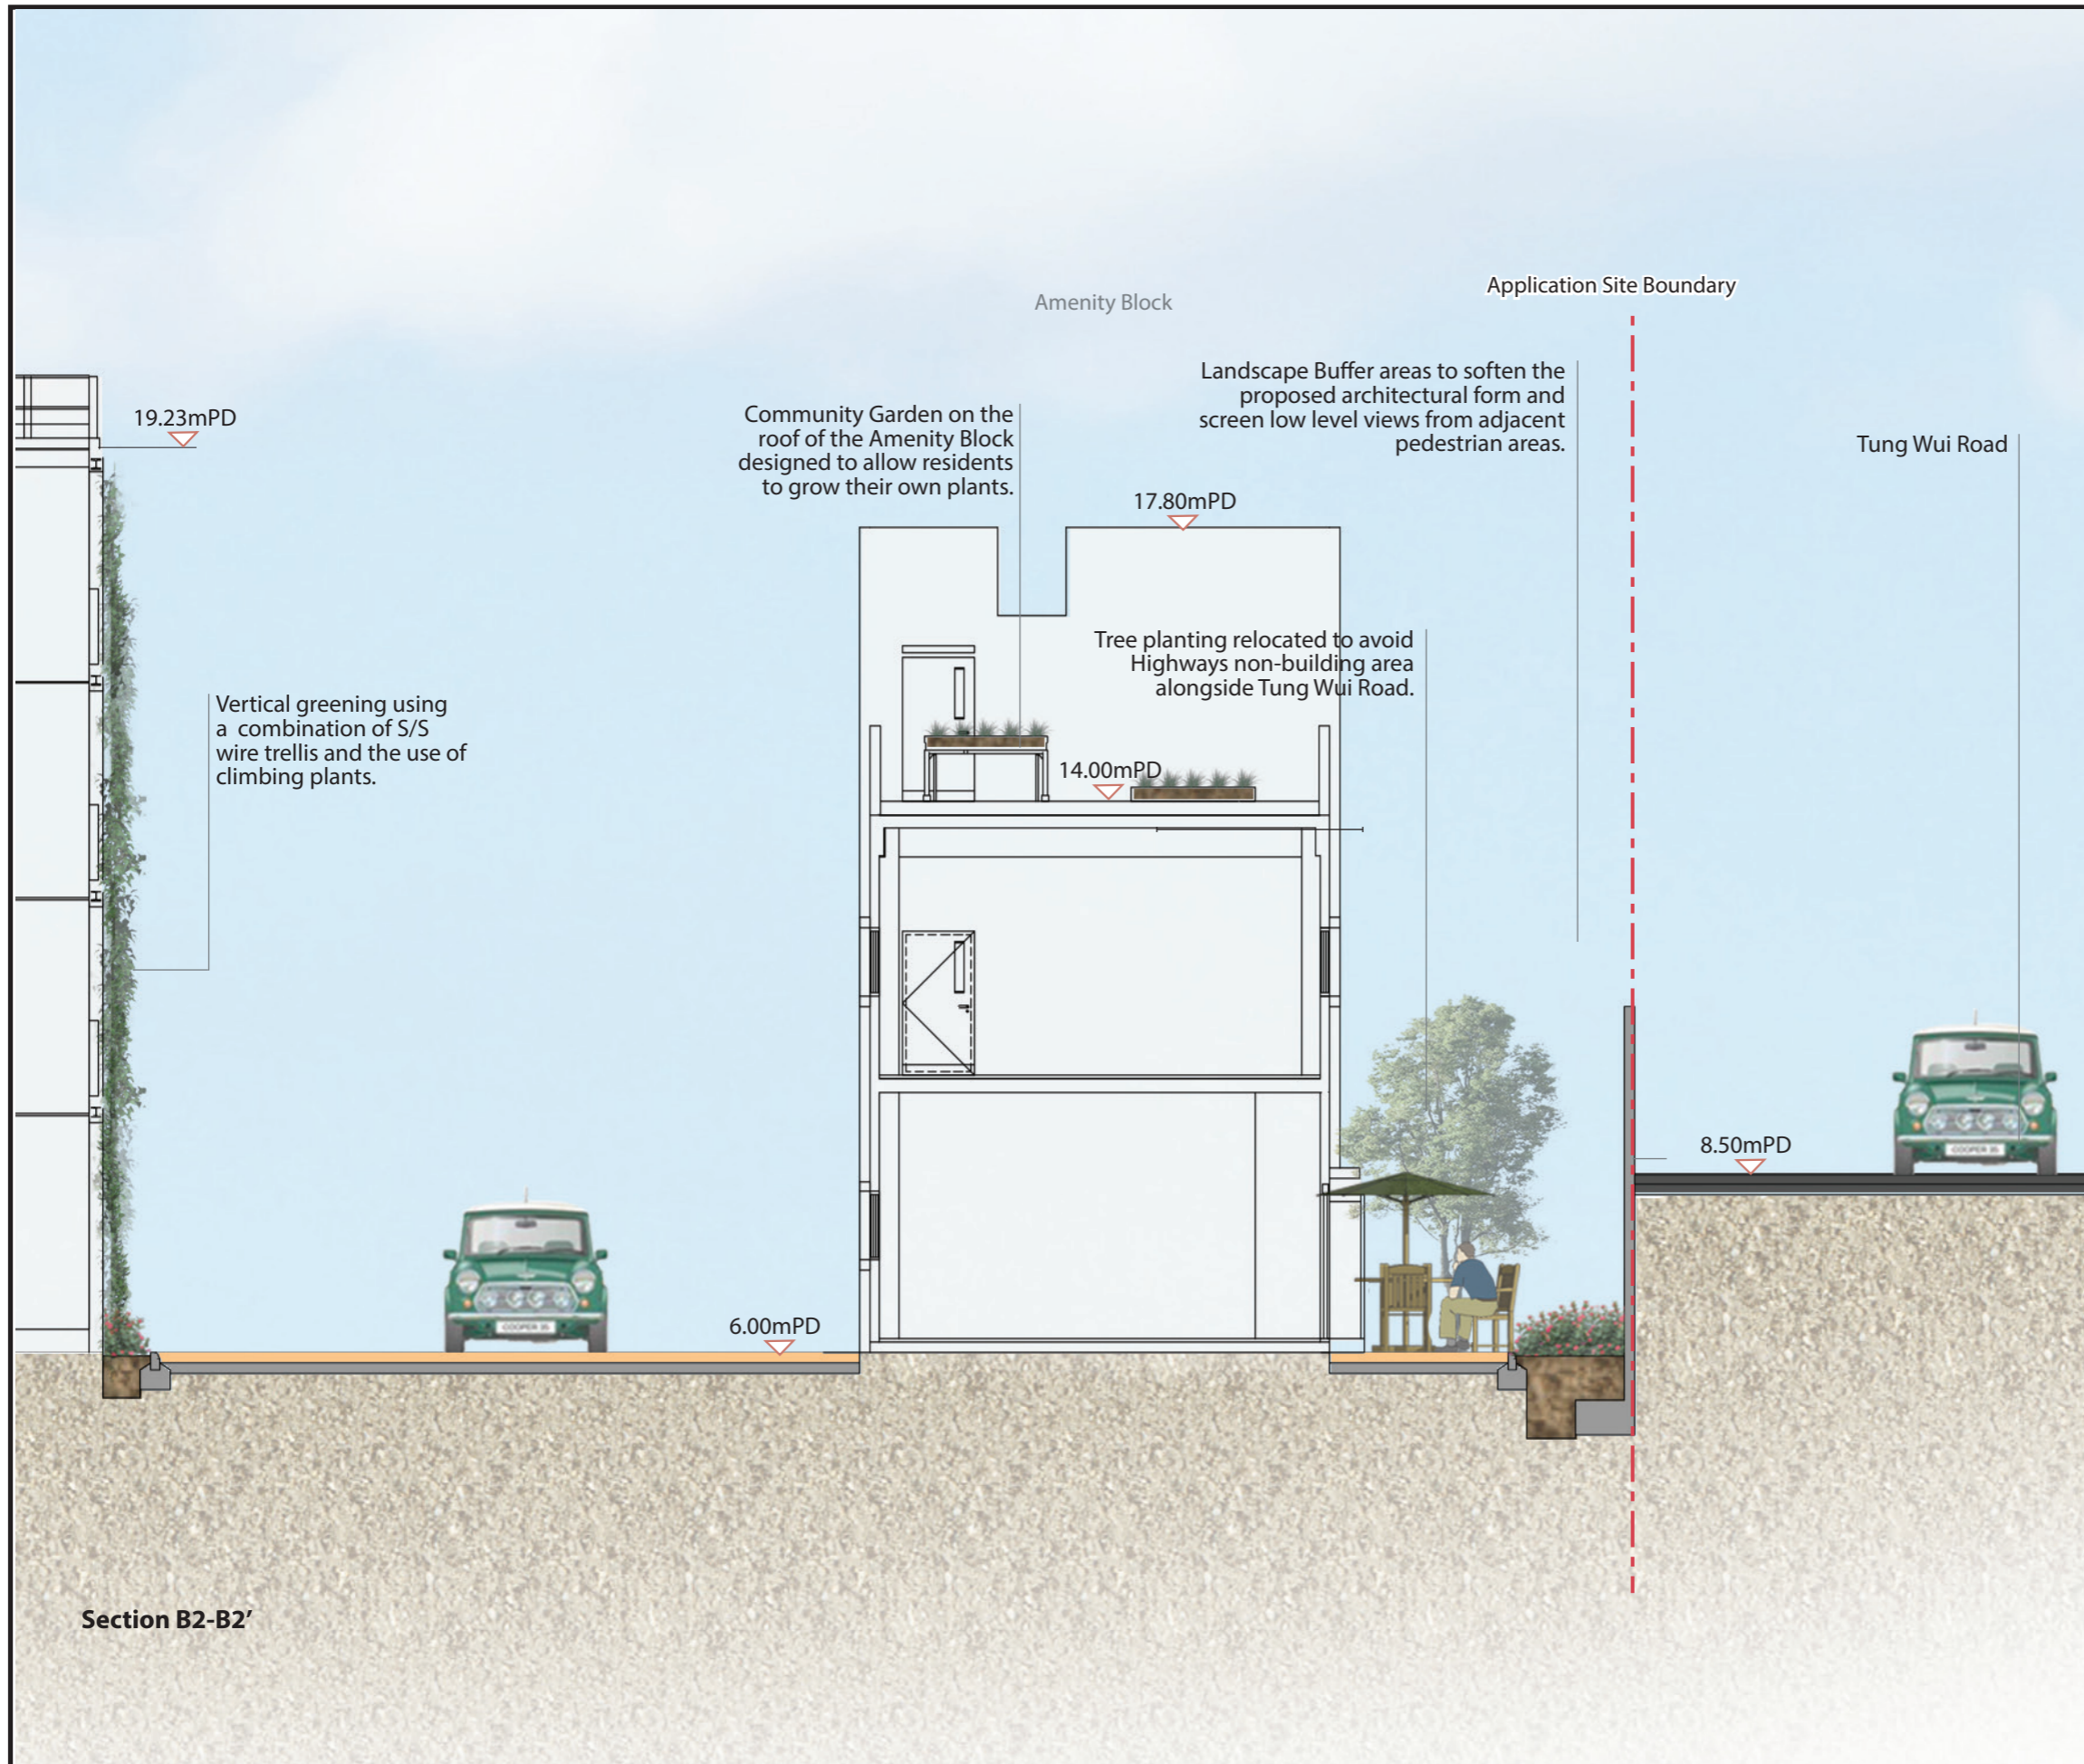 Amenity Block
Application Site Boundary
Landscape Buffer areas to soften the
proposed architectural form and
screen low level views from adjacent
pedestrian areas.
19.23mPD
Community Garden on the
roof of the Amenity Block
designed to allow residents
to grow their own plants.
Tung Wui Road
17.80mPD
Tree planting relocated to avoid
Highways non-building area
alongside Tung Wui Road.
Vertical greening using
a combination of S/S
wire trellis and the use of
climbing plants.
14.00mPD
8.50mPD
COOPER 35
6.00mPD
COOPER 35
Section B2-B2’